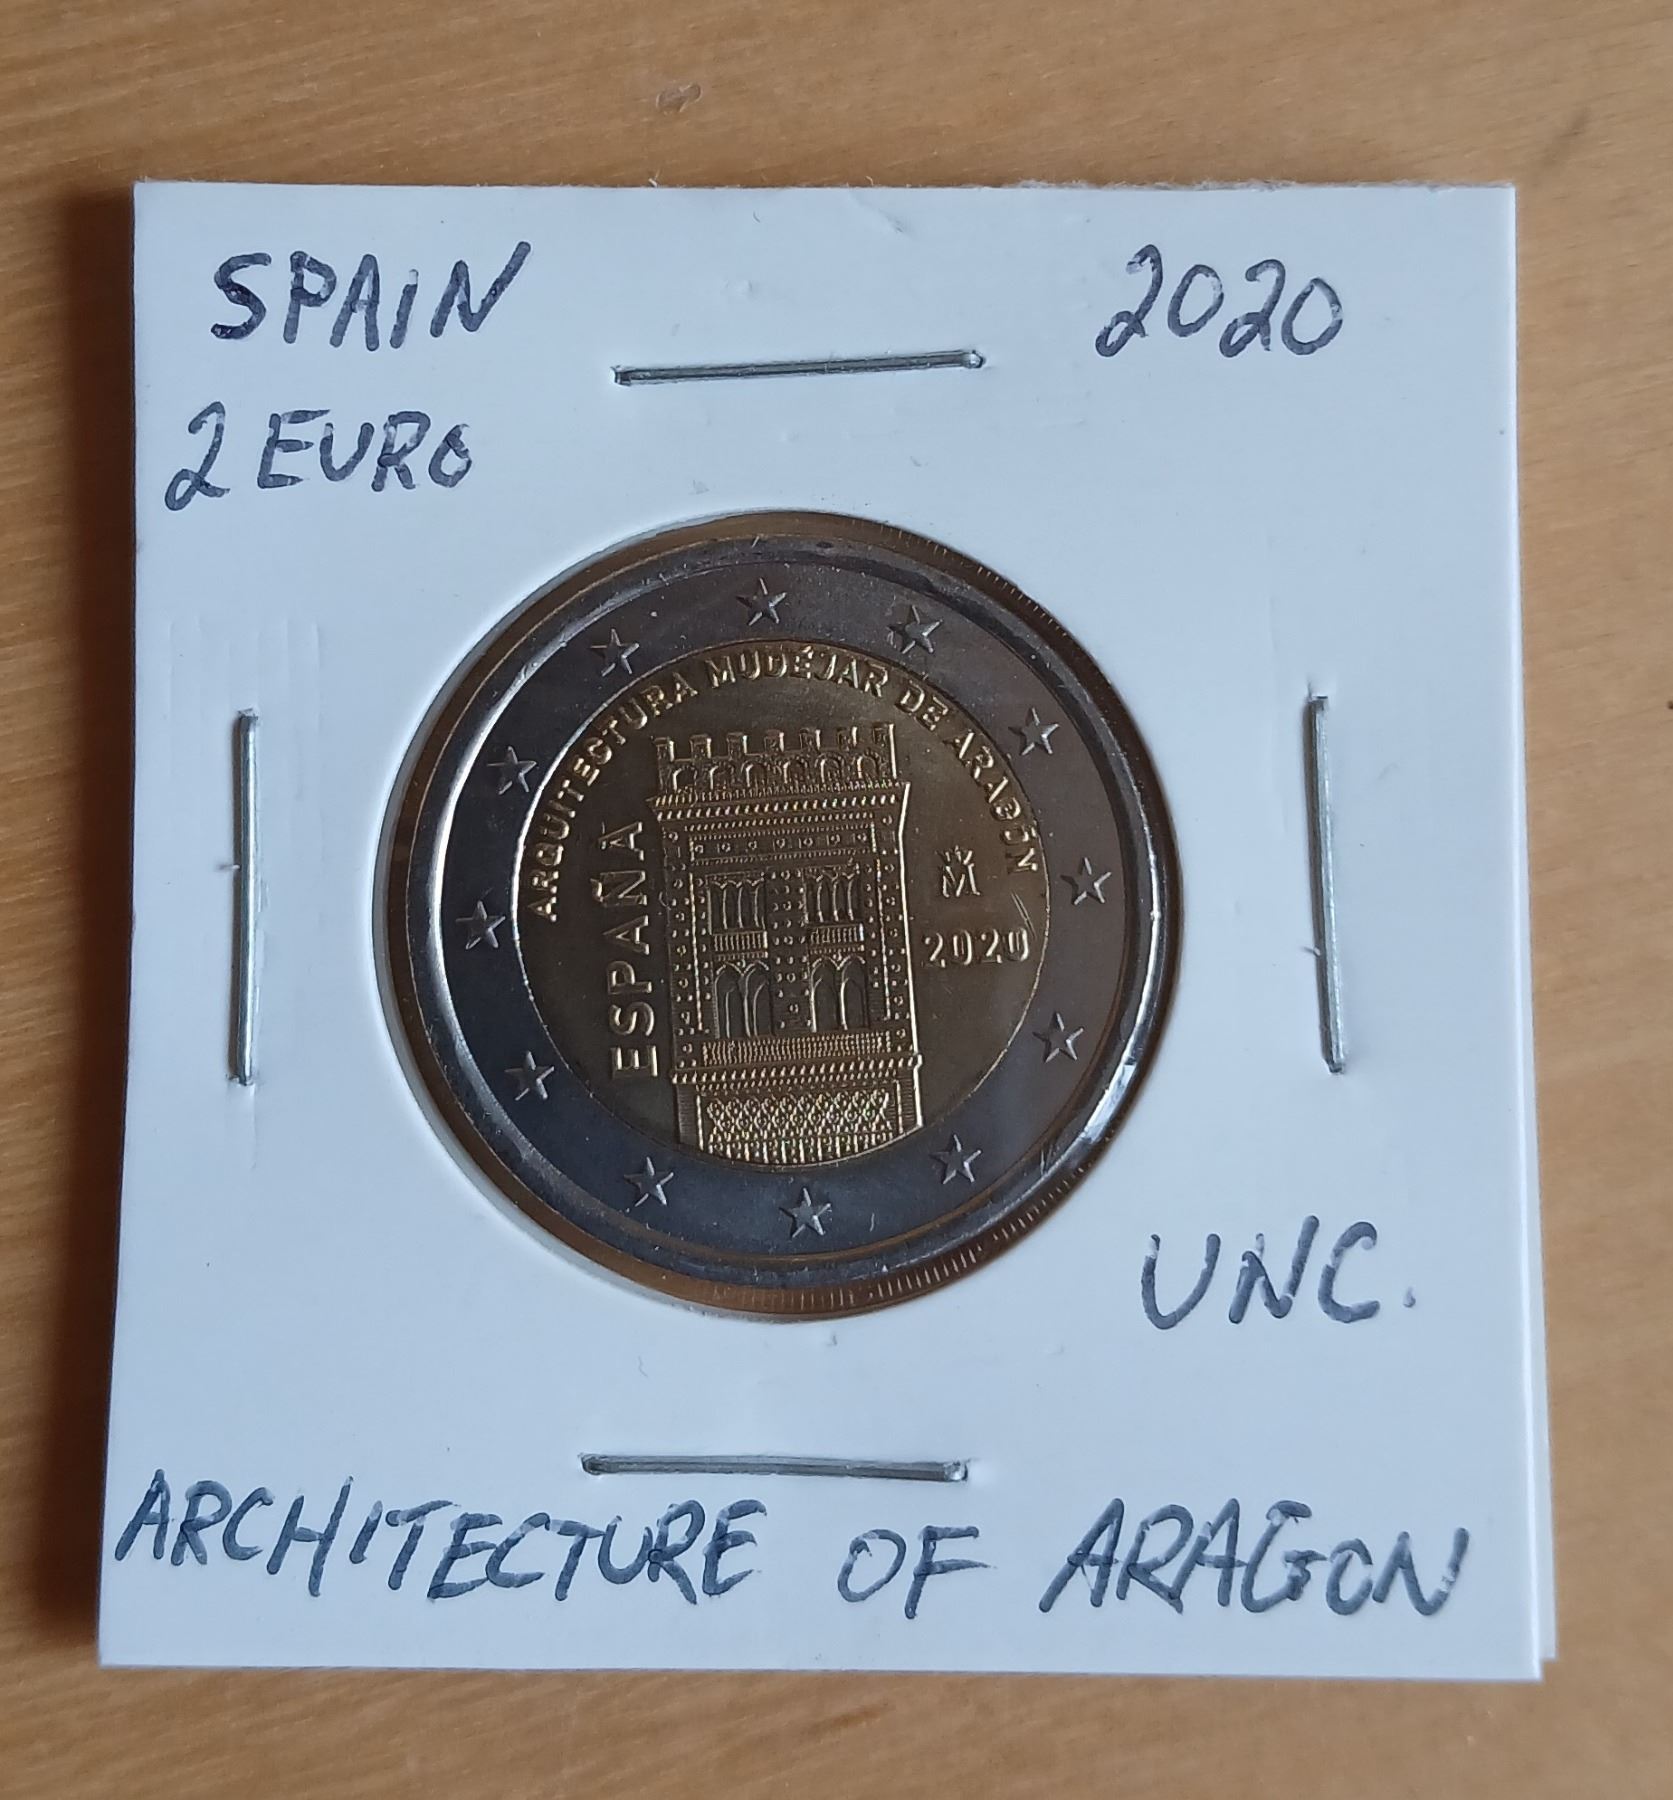 SPAIN 2020
2 EURO
ARQUITECTURA MUDÉJAR DE ARAGÓN
ESPAÑA
M
2020
UNC.
ARCHITECTURE OF ARAGON